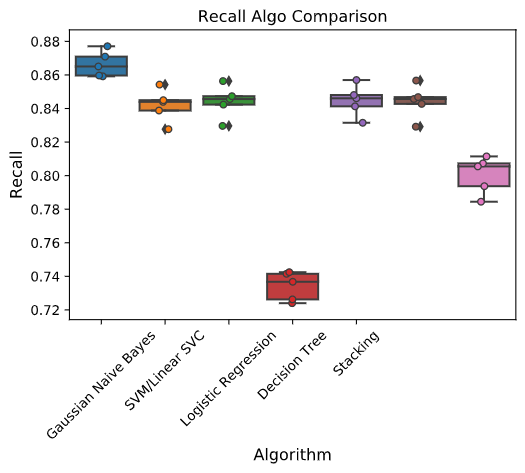 Recall Algo Comparison
0.88
0.86
0.84
0.82
0.80
0.78
0.76
0.74
0.72
Recall
Gaussian Naive Bayes
SVM/Linear SVC
Logistic Regression
Decision Tree
Stacking
Algorithm